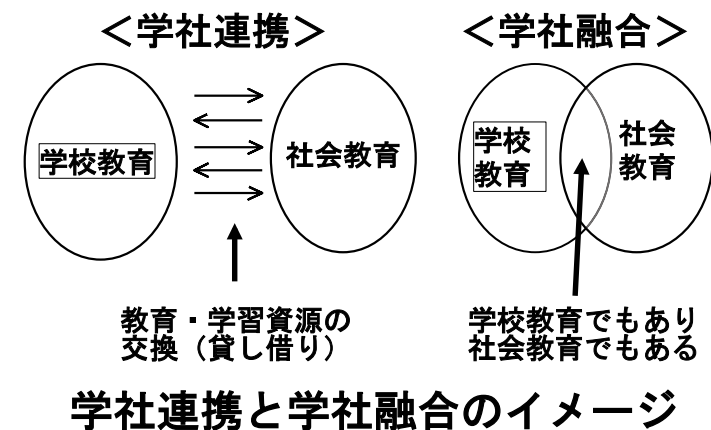 ＜学社連携＞
学校教育
社会教育
教育・学習資源の
交換（貸し借り）
＜学社融合＞
学校
教育
社会
教育
学校教育でもあり
社会教育でもある
学社連携と学社融合のイメージ